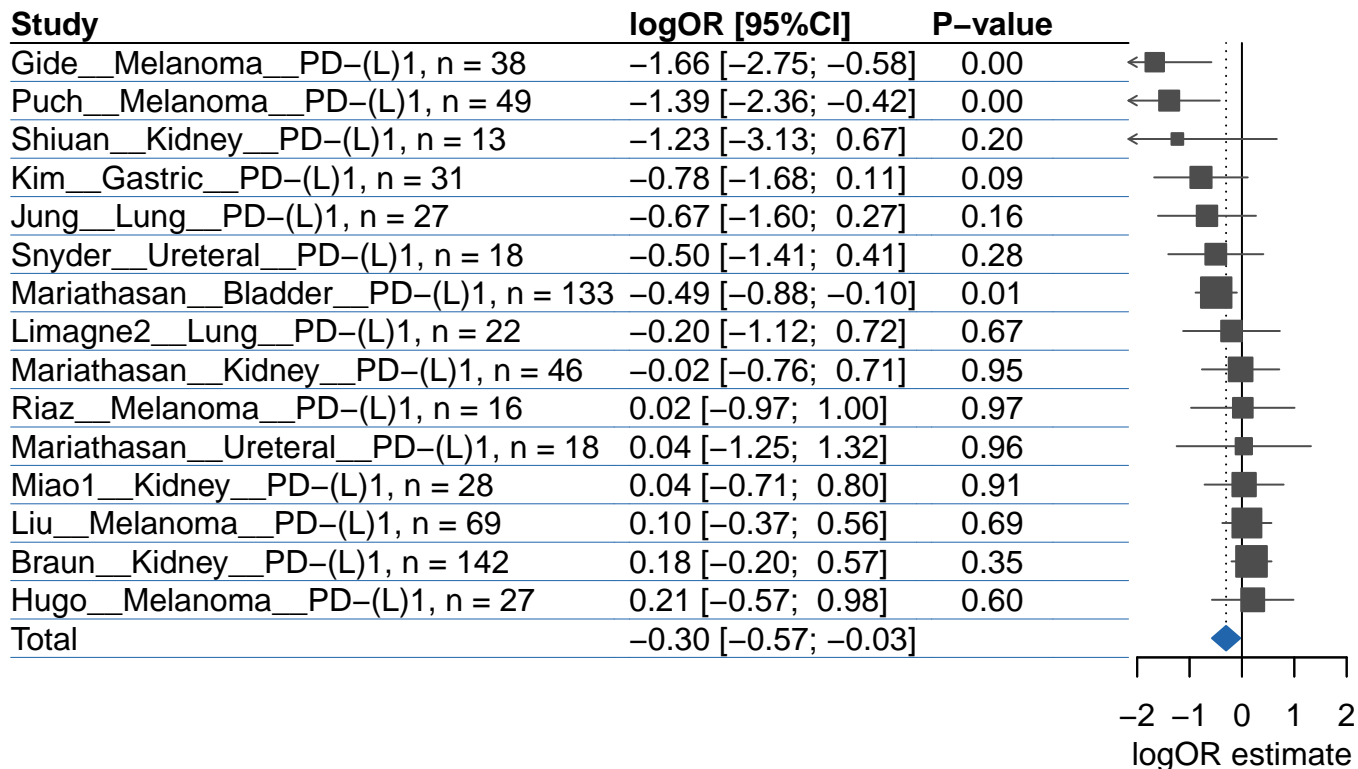 Study logOR [95%CI] P−value
Gide__Melanoma__PD−(L)1, n = 38 −1.66 [−2.75; −0.58] 0.00
Puch__Melanoma__PD−(L)1, n = 49 −1.39 [−2.36; −0.42] 0.00
Shiuan__Kidney__PD−(L)1, n = 13 −1.23 [−3.13; 0.67] 0.20
Kim__Gastric__PD−(L)1, n = 31 −0.78 [−1.68; 0.11] 0.09
Jung__Lung__PD−(L)1, n = 27 −0.67 [−1.60; 0.27] 0.16
Snyder__Ureteral__PD−(L)1, n = 18 −0.50 [−1.41; 0.41] 0.28
Mariathasan__Bladder__PD−(L)1, n = 133 −0.49 [−0.88; −0.10] 0.01
Limagne2__Lung__PD−(L)1, n = 22 −0.20 [−1.12; 0.72] 0.67
Mariathasan__Kidney__PD−(L)1, n = 46 −0.02 [−0.76; 0.71] 0.95
Riaz__Melanoma__PD−(L)1, n = 16 0.02 [−0.97; 1.00] 0.97
Mariathasan__Ureteral__PD−(L)1, n = 18 0.04 [−1.25; 1.32] 0.96
Miao1__Kidney__PD−(L)1, n = 28 0.04 [−0.71; 0.80] 0.91
Liu__Melanoma__PD−(L)1, n = 69 0.10 [−0.37; 0.56] 0.69
Braun__Kidney__PD−(L)1, n = 142 0.18 [−0.20; 0.57] 0.35
Hugo__Melanoma__PD−(L)1, n = 27 0.21 [−0.57; 0.98] 0.60
Total −0.30 [−0.57; −0.03]
−2 −1 0 1 2
logOR estimate